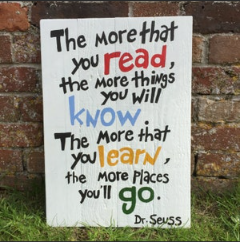 The more that
you read,
the more things
you will
know.
The more that
you learn,
the more places
you'll go.
Dr. Seuss